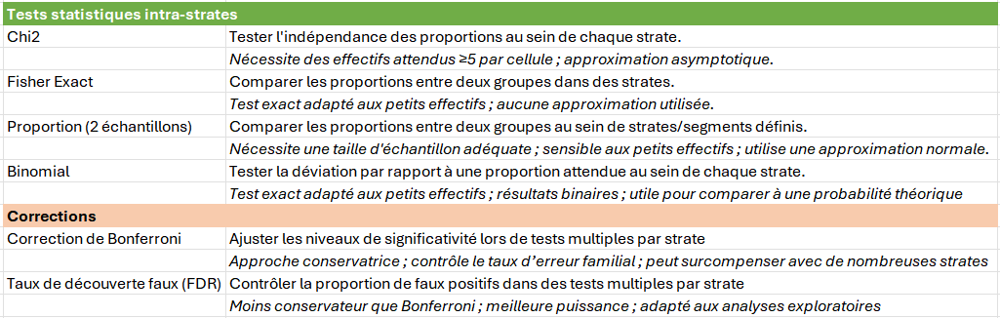 Tests statistiques intra-strates
Chi2 Tester l'indépendance des proportions au sein de chaque strate.
Nécessite des effectifs attendus ≥5 par cellule ; approximation asymptotique.
Fisher Exact Comparer les proportions entre deux groupes dans des strates.
Test exact adapté aux petits effectifs ; aucune approximation utilisée.
Proportion (2 échantillons) Comparer les proportions entre deux groupes au sein de strates/segments définis.
Nécessite une taille d'échantillon adéquate ; sensible aux petits effectifs ; utilise une approximation normale.
Binomial Tester la déviation par rapport à une proportion attendue au sein de chaque strate.
Test exact adapté aux petits effectifs ; résultats binaires ; utile pour comparer à une probabilité théorique
Corrections
Correction de Bonferroni Ajuster les niveaux de significativité lors de tests multiples par strate
Approche conservatrice ; contrôle le taux d’erreur familial ; peut surcompenser avec de nombreuses strates
Taux de découverte faux (FDR) Contrôler la proportion de faux positifs dans des tests multiples par strate
Moins conservateur que Bonferroni ; meilleure puissance ; adapté aux analyses exploratoires